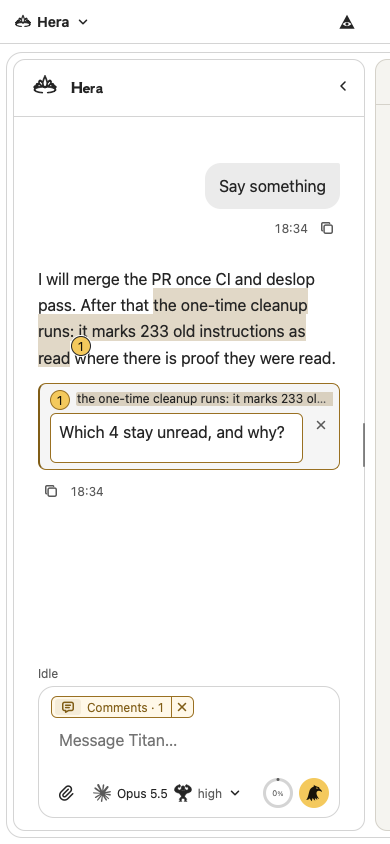 Hera
Hera
Say something
18:34
I will merge the PR once CI and deslop
pass. After that the one-time cleanup
runs: it marks 233 old instructions as
1
read where there is proof they were read.
1 the one-time cleanup runs: it marks 233 ol...
Which 4 stay unread, and why?
18:34
Idle
Comments · 1
Message Titan...
Opus 5.5 high 0%